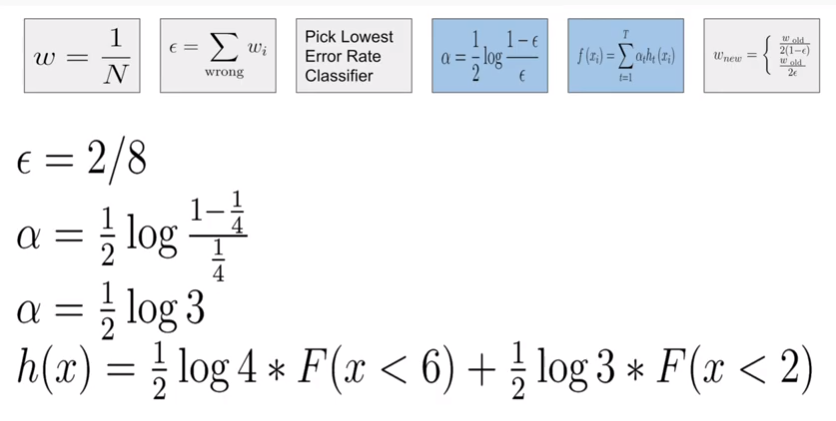 w = 1/N
ϵ = ∑ wrong w_i
Pick Lowest
Error Rate
Classifier
α = 1/2 log (1 − ϵ)/ϵ
f(x_i) = ∑_{t=1}^{T} α_t h_t(x_i)
w_new = { w_old/2(1−ϵ)
w_old/2ϵ
ϵ = 2/8
α = 1/2 log (1−1/4)/(1/4)
α = 1/2 log 3
h(x) = 1/2 log 4 * F(x < 6) + 1/2 log 3 * F(x < 2)